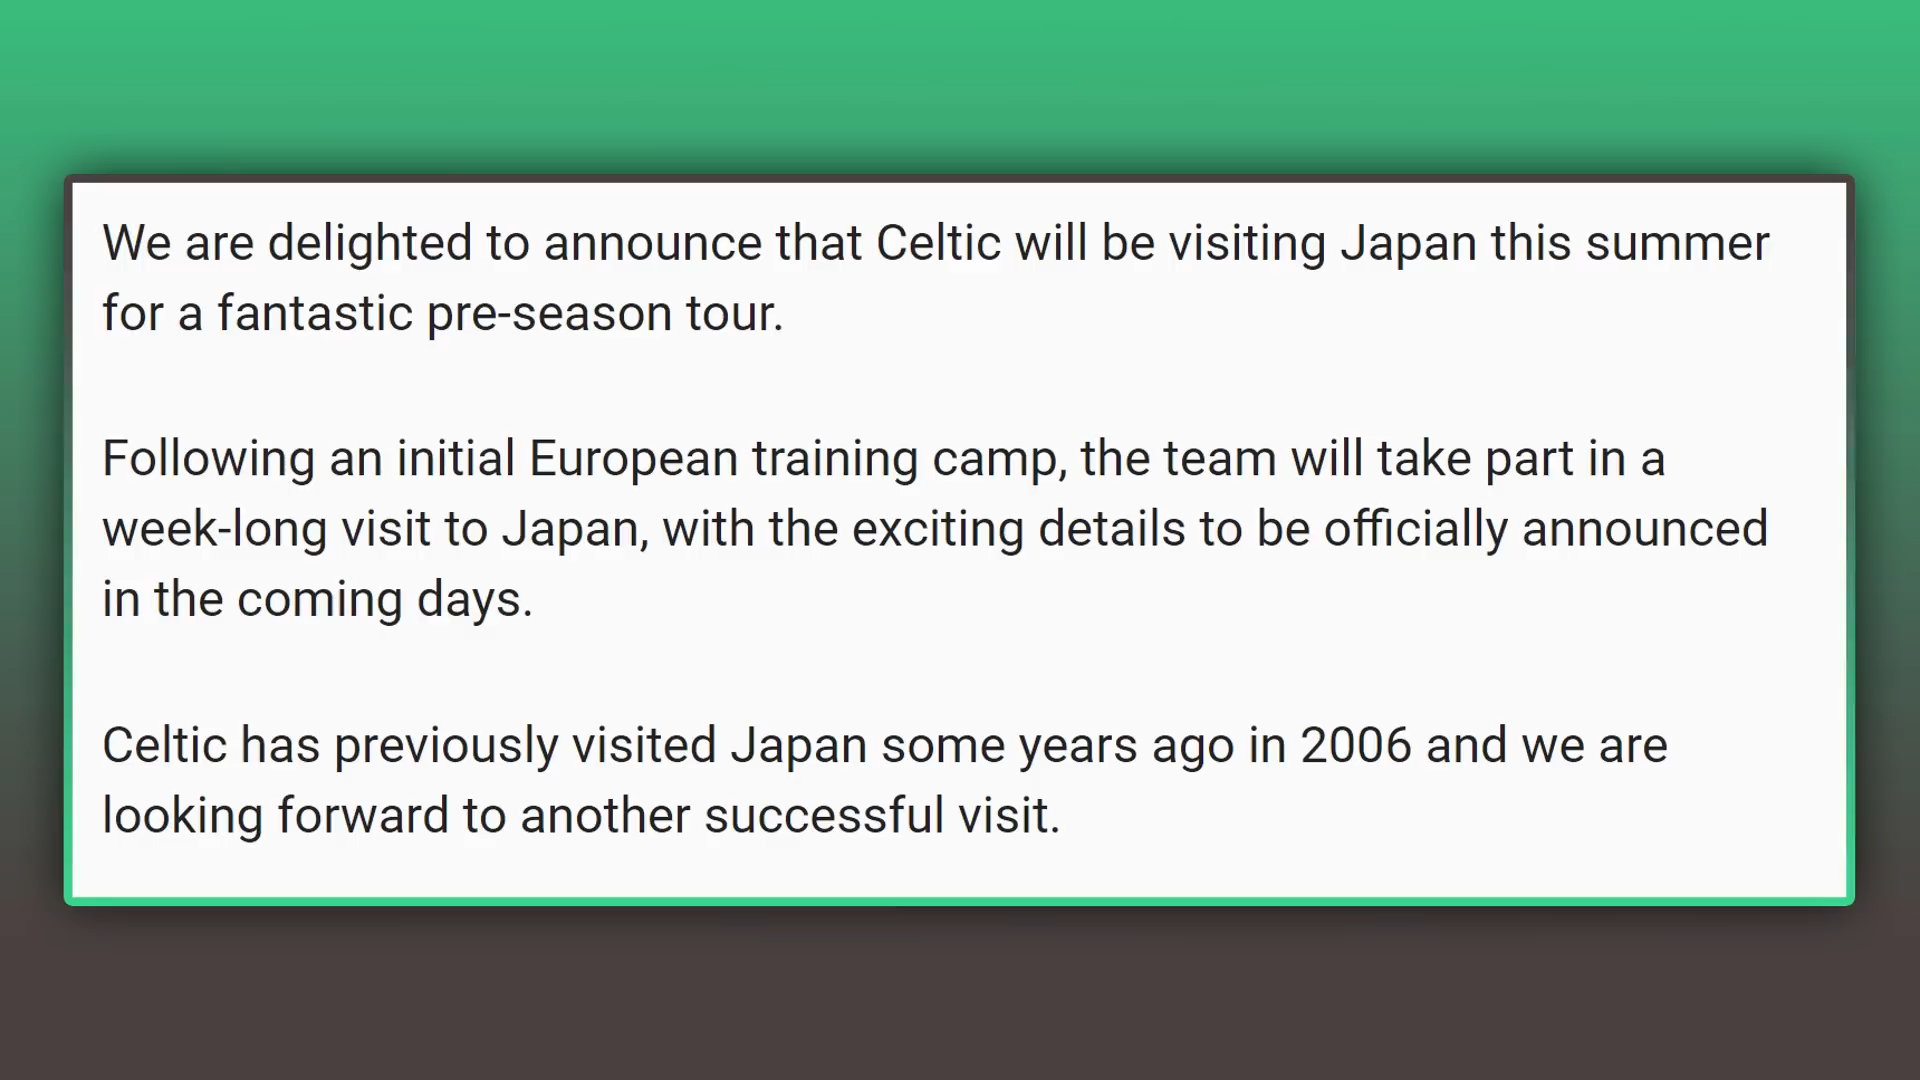 We are delighted to announce that Celtic will be visiting Japan this summer
for a fantastic pre-season tour.
Following an initial European training camp, the team will take part in a
week-long visit to Japan, with the exciting details to be officially announced
in the coming days.
Celtic has previously visited Japan some years ago in 2006 and we are
looking forward to another successful visit.